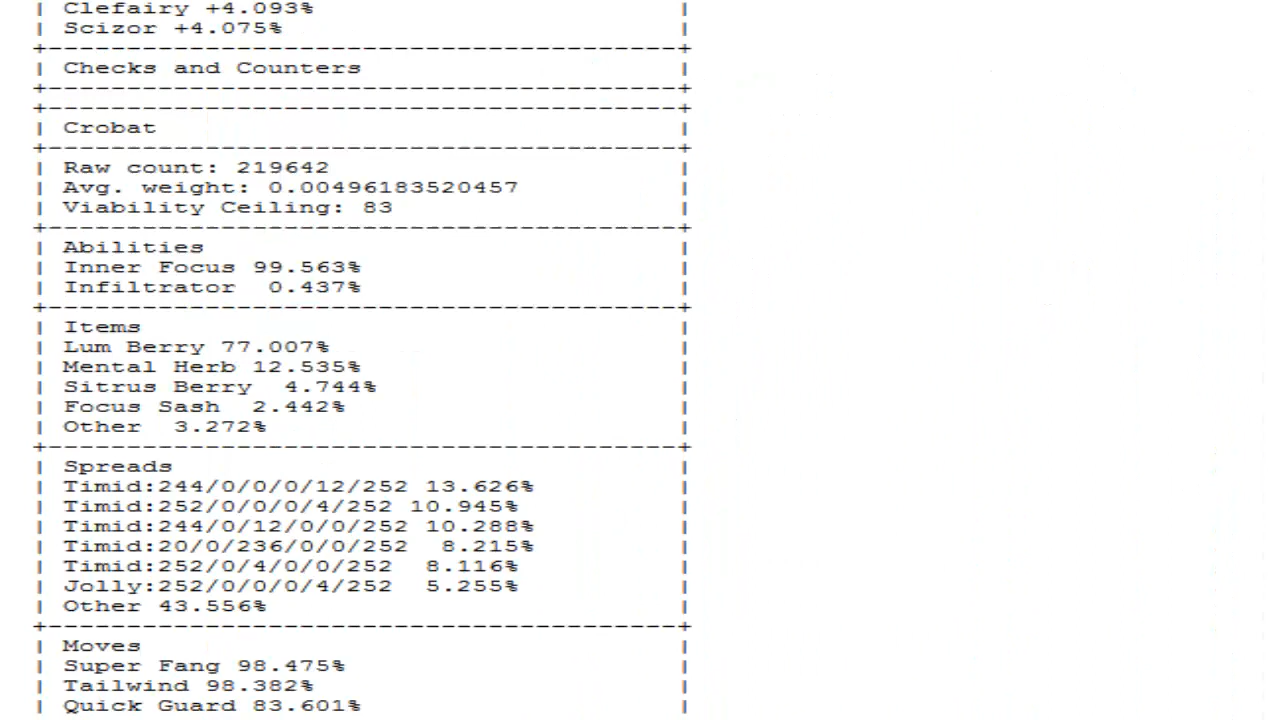 | Clefairy +4.093% |
| Scizor +4.075% |
+----------------------------------------+
| Checks and Counters |
+----------------------------------------+
+----------------------------------------+
| Crobat |
+----------------------------------------+
| Raw count: 219642 |
| Avg. weight: 0.00496183520457 |
| Viability Ceiling: 83 |
+----------------------------------------+
| Abilities |
| Inner Focus 99.563% |
| Infiltrator  0.437% |
+----------------------------------------+
| Items |
| Lum Berry 77.007% |
| Mental Herb 12.535% |
| Sitrus Berry  4.744% |
| Focus Sash  2.442% |
| Other  3.272% |
+----------------------------------------+
| Spreads |
| Timid:244/0/0/0/12/252 13.626% |
| Timid:252/0/0/0/4/252 10.945% |
| Timid:244/0/12/0/0/252 10.288% |
| Timid:20/0/236/0/0/252  8.215% |
| Timid:252/0/4/0/0/252  8.116% |
| Jolly:252/0/0/0/4/252  5.255% |
| Other 43.556% |
+----------------------------------------+
| Moves |
| Super Fang 98.475% |
| Tailwind 98.382% |
| Quick Guard 83.601% |